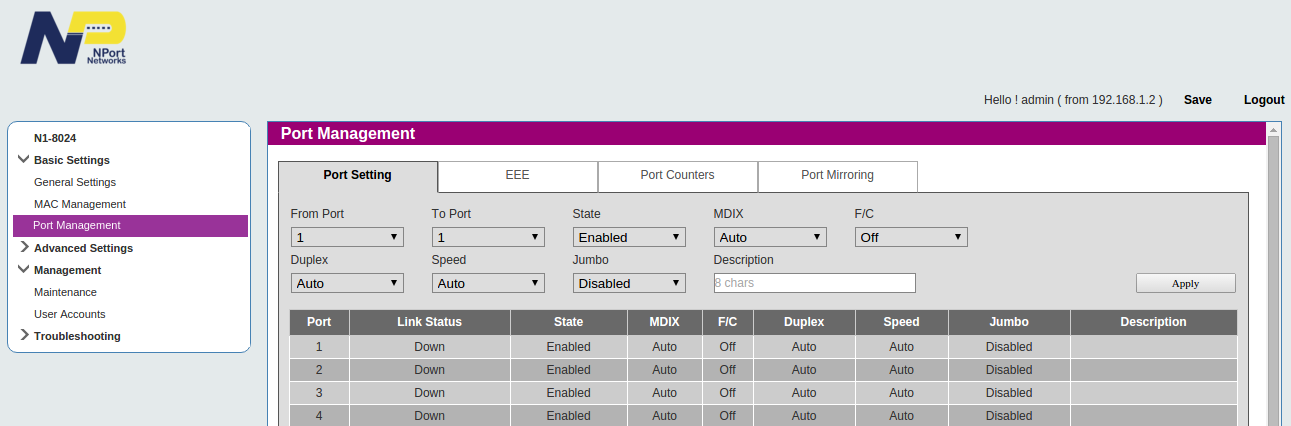 NPort
Networks
Hello ! admin ( from 192.168.1.2 ) Save Logout
N1-8024
Basic Settings
General Settings
MAC Management
Port Management
Advanced Settings
Management
Maintenance
User Accounts
Troubleshooting
Port Management
Port Setting EEE Port Counters Port Mirroring
From Port To Port State MDIX F/C
1 1 Enabled Auto Off
Duplex Speed Jumbo Description
Auto Auto Disabled 8 chars Apply
Port Link Status State MDIX F/C Duplex Speed Jumbo Description
1 Down Enabled Auto Off Auto Auto Disabled
2 Down Enabled Auto Off Auto Auto Disabled
3 Down Enabled Auto Off Auto Auto Disabled
4 Down Enabled Auto Off Auto Auto Disabled